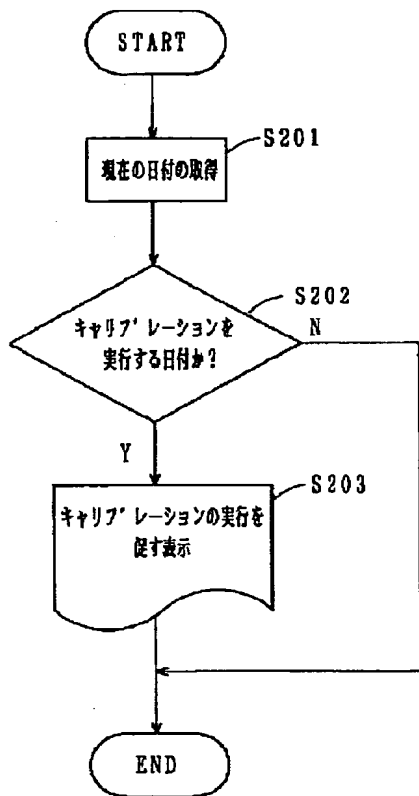 START
S201
現在の日付の取得
S202
キャリブレーションを
実行する日付か?
N
Y
S203
キャリブレーションの実行を
促す表示
END